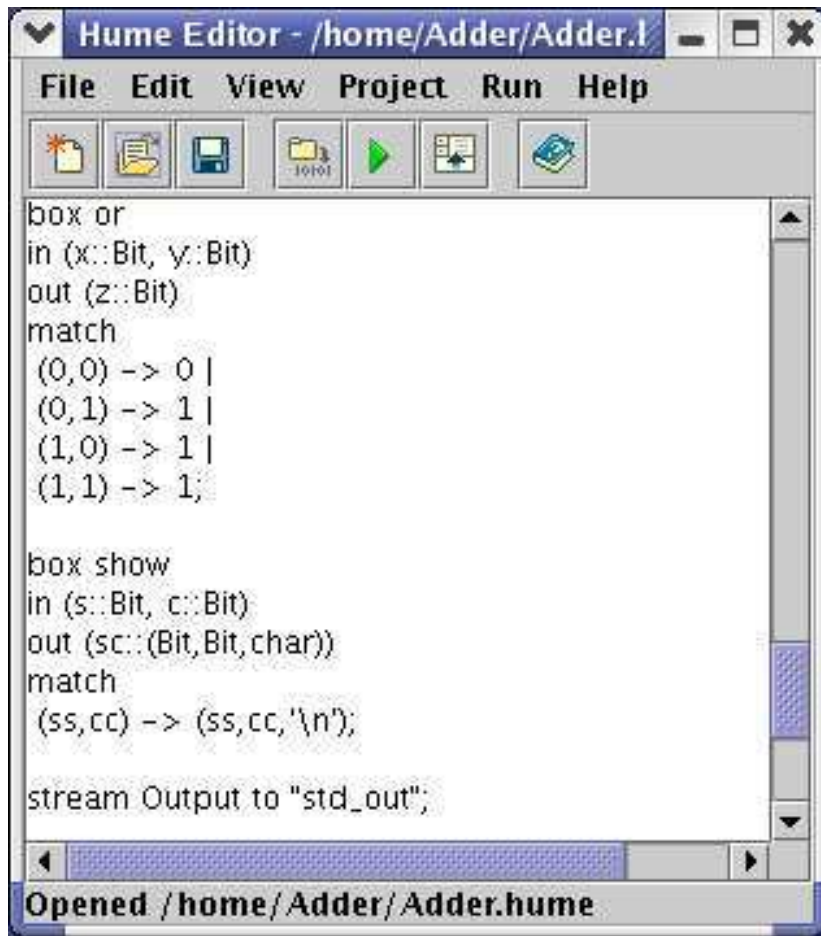 Hume Editor - /home/Adder/Adder.
File Edit View Project Run Help
10101
box or
in (x::Bit, y::Bit)
out (z::Bit)
match
(0,0) -> 0 |
(0,1) -> 1 |
(1,0) -> 1 |
(1,1) -> 1;
box show
in (s::Bit, c::Bit)
out (sc::(Bit,Bit,char))
match
(ss,cc) -> (ss,cc,'\n');
stream Output to "std_out";
Opened /home/Adder/Adder.hume